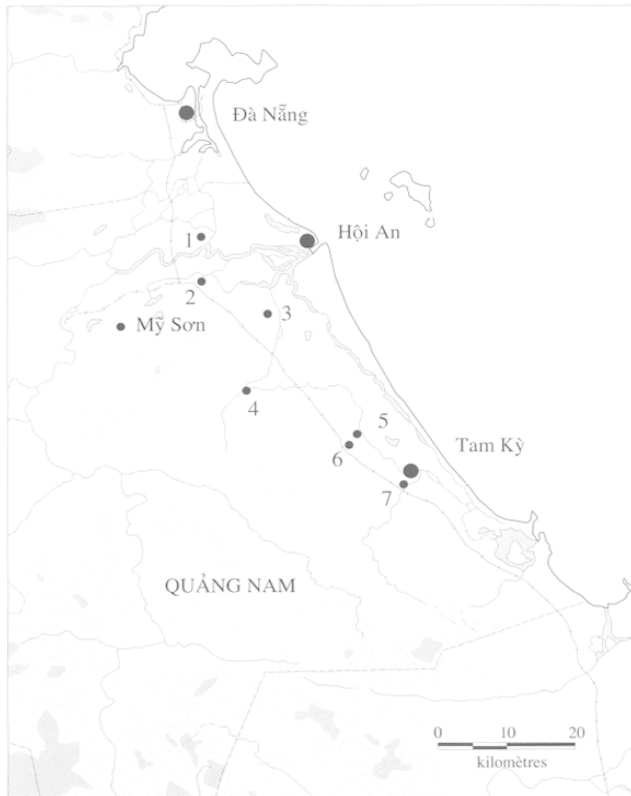 Đà Nẵng
Hội An
1
2
3
Mỹ Sơn
4
5
6
Tam Kỳ
7
QUẢNG NAM
0 10 20
kilomètres